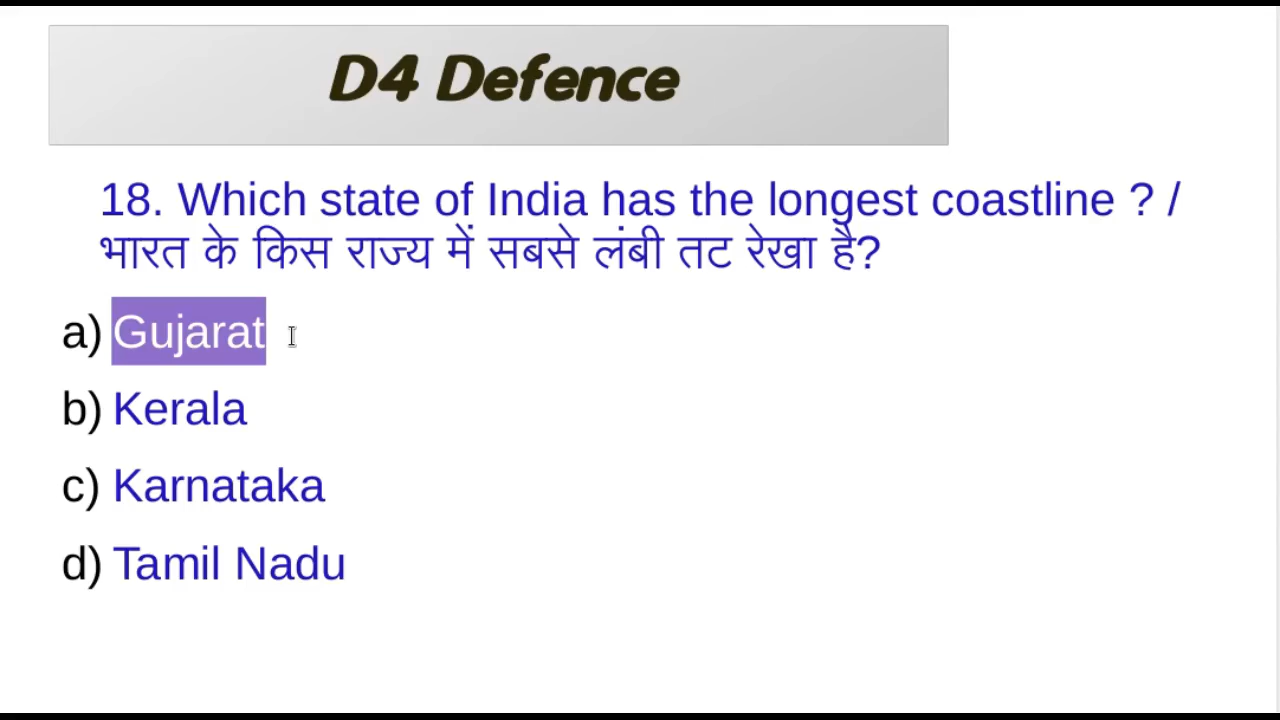 D4 Defence
18. Which state of India has the longest coastline ? /
भारत के किस राज्य में सबसे लंबी तट रेखा है?
a) Gujarat
b) Kerala
c) Karnataka
d) Tamil Nadu